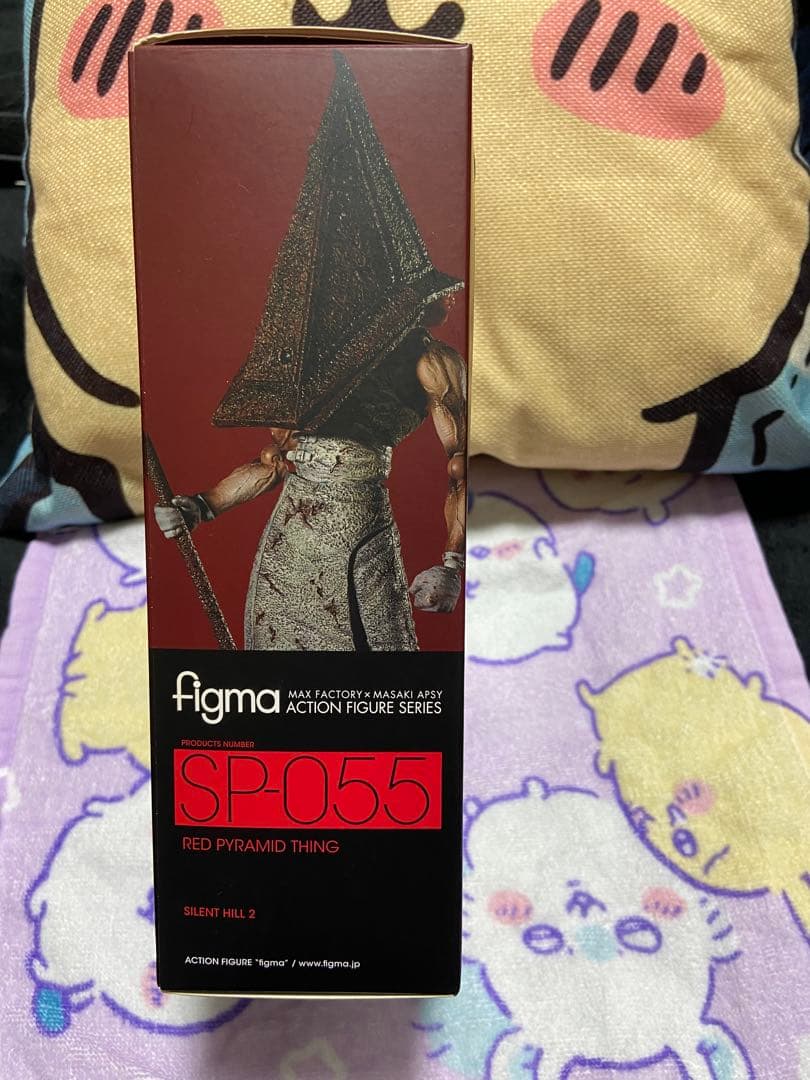 figma MAX FACTORY × MASAKI APSY
ACTION FIGURE SERIES
PRODUCTS NUMBER
SP-055
RED PYRAMID THING
SILENT HILL 2
ACTION FIGURE "figma" / www.figma.jp